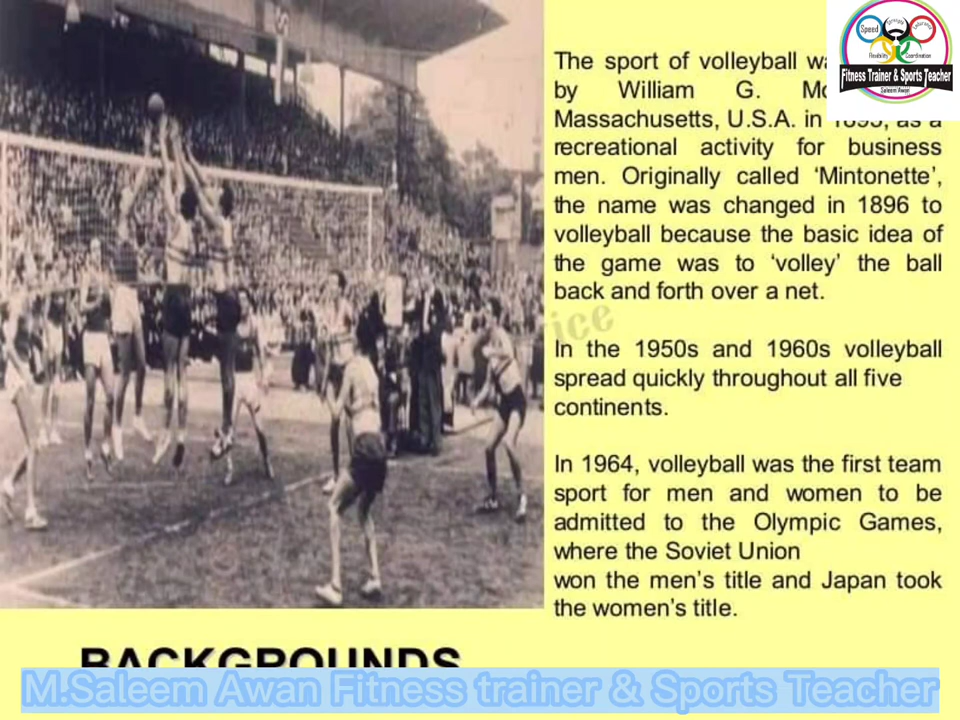 The sport of volleyball
by William G.
Massachusetts, U.S.A. in 1895, as a
recreational activity for business
men. Originally called ‘Mintonette’,
the name was changed in 1896 to
volleyball because the basic idea of
the game was to ‘volley’ the ball
back and forth over a net.
In the 1950s and 1960s volleyball
spread quickly throughout all five
continents.
In 1964, volleyball was the first team
sport for men and women to be
admitted to the Olympic Games,
where the Soviet Union
won the men’s title and Japan took
the women’s title.
BACKGROUNDS
M.Saleem Awan Fitness trainer & Sports Teacher
Speed
Strength
Endurance
Flexibility
Coordination
Fitness Trainer & Sports Teacher
Saleem Awan